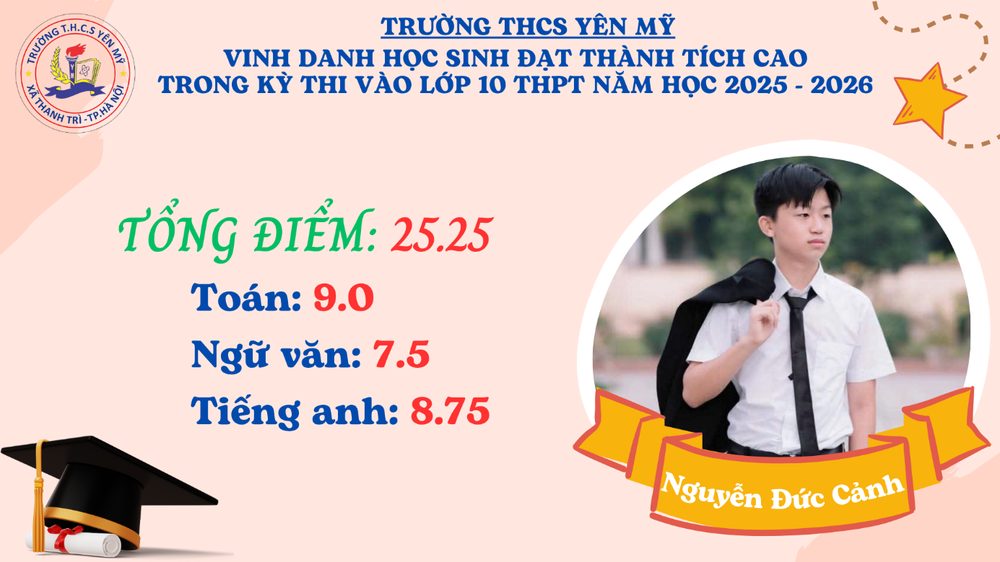 TRƯỜNG T.H.C.S YÊN MỸ
XÃ THANH TRÌ -TP.HÀ NỘI
TRƯỜNG THCS YÊN MỸ
VINH DANH HỌC SINH ĐẠT THÀNH TÍCH CAO
TRONG KỲ THI VÀO LỚP 10 THPT NĂM HỌC 2025 - 2026
TỔNG ĐIỂM: 25.25
Toán: 9.0
Ngữ văn: 7.5
Tiếng anh: 8.75
Nguyễn Đức Cảnh